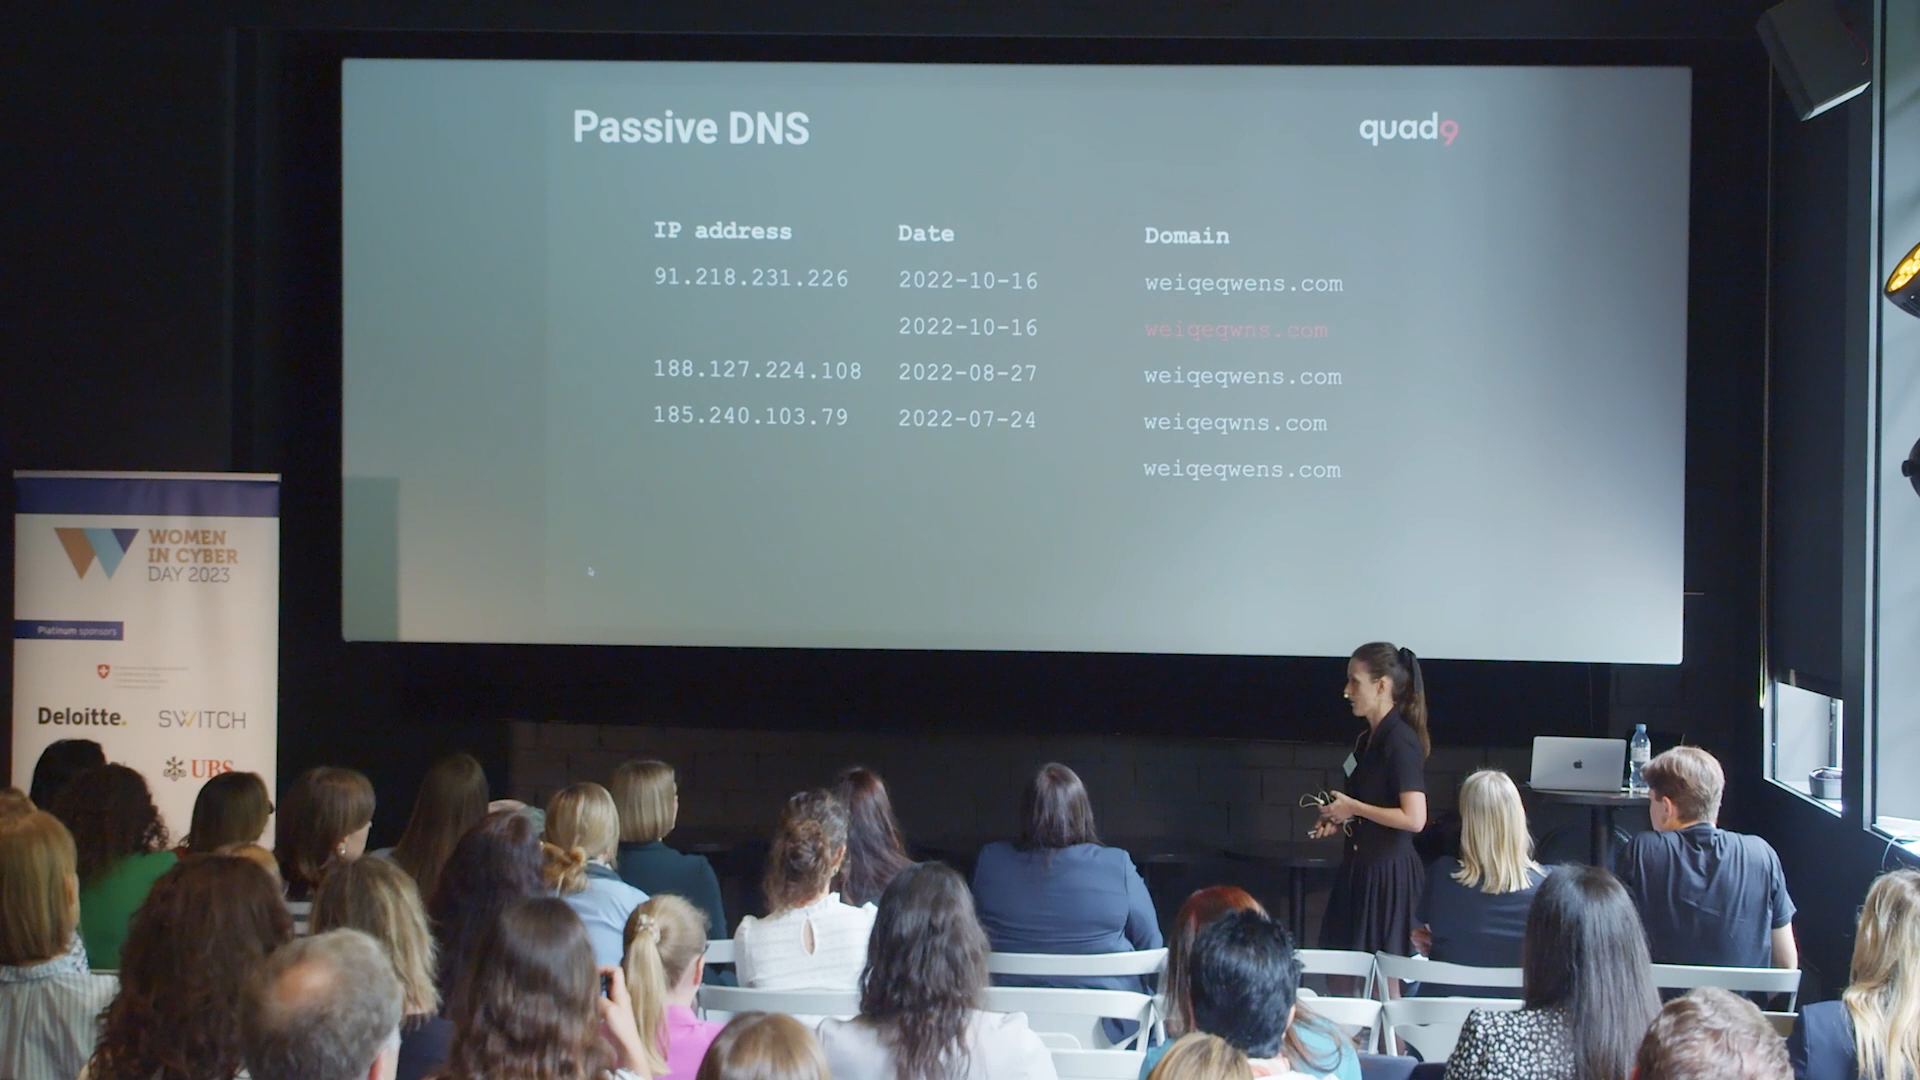 Passive DNS
quad9
IP address Date Domain
91.218.231.226 2022-10-16 weiqeqwens.com
2022-10-16 weiqeqwns.com
188.127.224.108 2022-08-27 weiqeqwens.com
185.240.103.79 2022-07-24 weiqeqwns.com
weiqeqwens.com
WOMEN
IN CYBER
DAY 2023
Platinum sponsors
Deloitte.
SWITCH
UBS